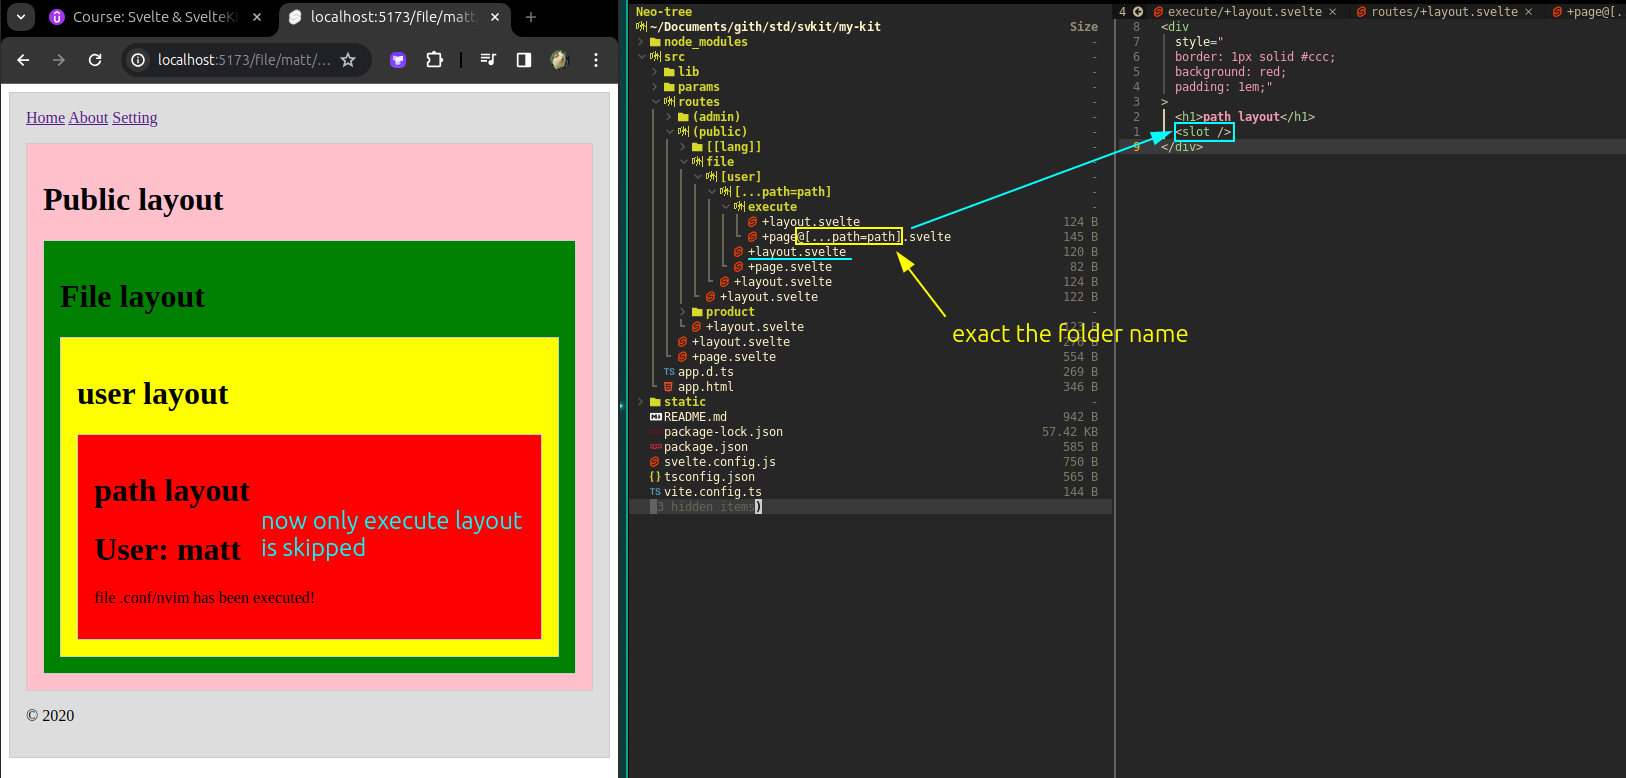 Course: Svelte & SvelteKi
localhost:5173/file/matt/
localhost:5173/file/matt/...
Home About Setting
Public layout
File layout
user layout
path layout
User: matt
now only execute layout
is skipped
file .conf/nvim has been executed!
© 2020
Neo-tree
~/Documents/gith/std/svkit/my-kit Size
node_modules -
src -
lib -
params -
routes -
(admin) -
(public) -
[[lang]] -
file -
[user] -
[...path=path] -
execute -
+layout.svelte 124 B
+page@[...path=path].svelte 145 B
+layout.svelte 120 B
+page.svelte 82 B
+layout.svelte 124 B
+layout.svelte 122 B
product -
+layout.svelte
exact the folder name
+layout.svelte 276 B
+page.svelte 554 B
TS app.d.ts 269 B
app.html 346 B
static -
README.md 942 B
package-lock.json 57.42 KB
package.json 585 B
svelte.config.js 750 B
{} tsconfig.json 565 B
TS vite.config.ts 144 B
3 hidden items)
4 execute/+layout.svelte × routes/+layout.svelte × +page@[.
8 <div
7 style="
6 border: 1px solid #ccc;
5 background: red;
4 padding: 1em;"
3 >
2 <h1>path layout</h1>
1 <slot />
9 </div>